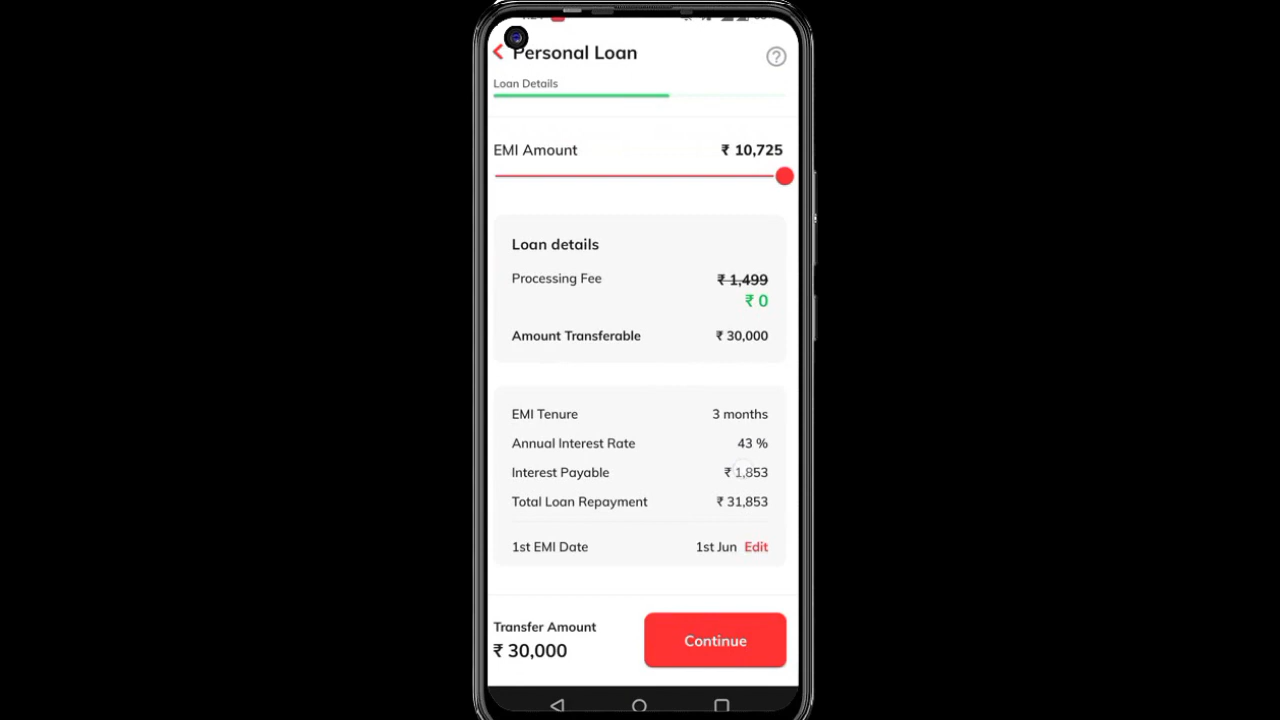 Personal Loan
Loan Details
EMI Amount ₹ 10,725
Loan details
Processing Fee ₹ 1,499
₹ 0
Amount Transferable ₹ 30,000
EMI Tenure 3 months
Annual Interest Rate 43 %
Interest Payable ₹ 1,853
Total Loan Repayment ₹ 31,853
1st EMI Date 1st Jun Edit
Transfer Amount
₹ 30,000
Continue